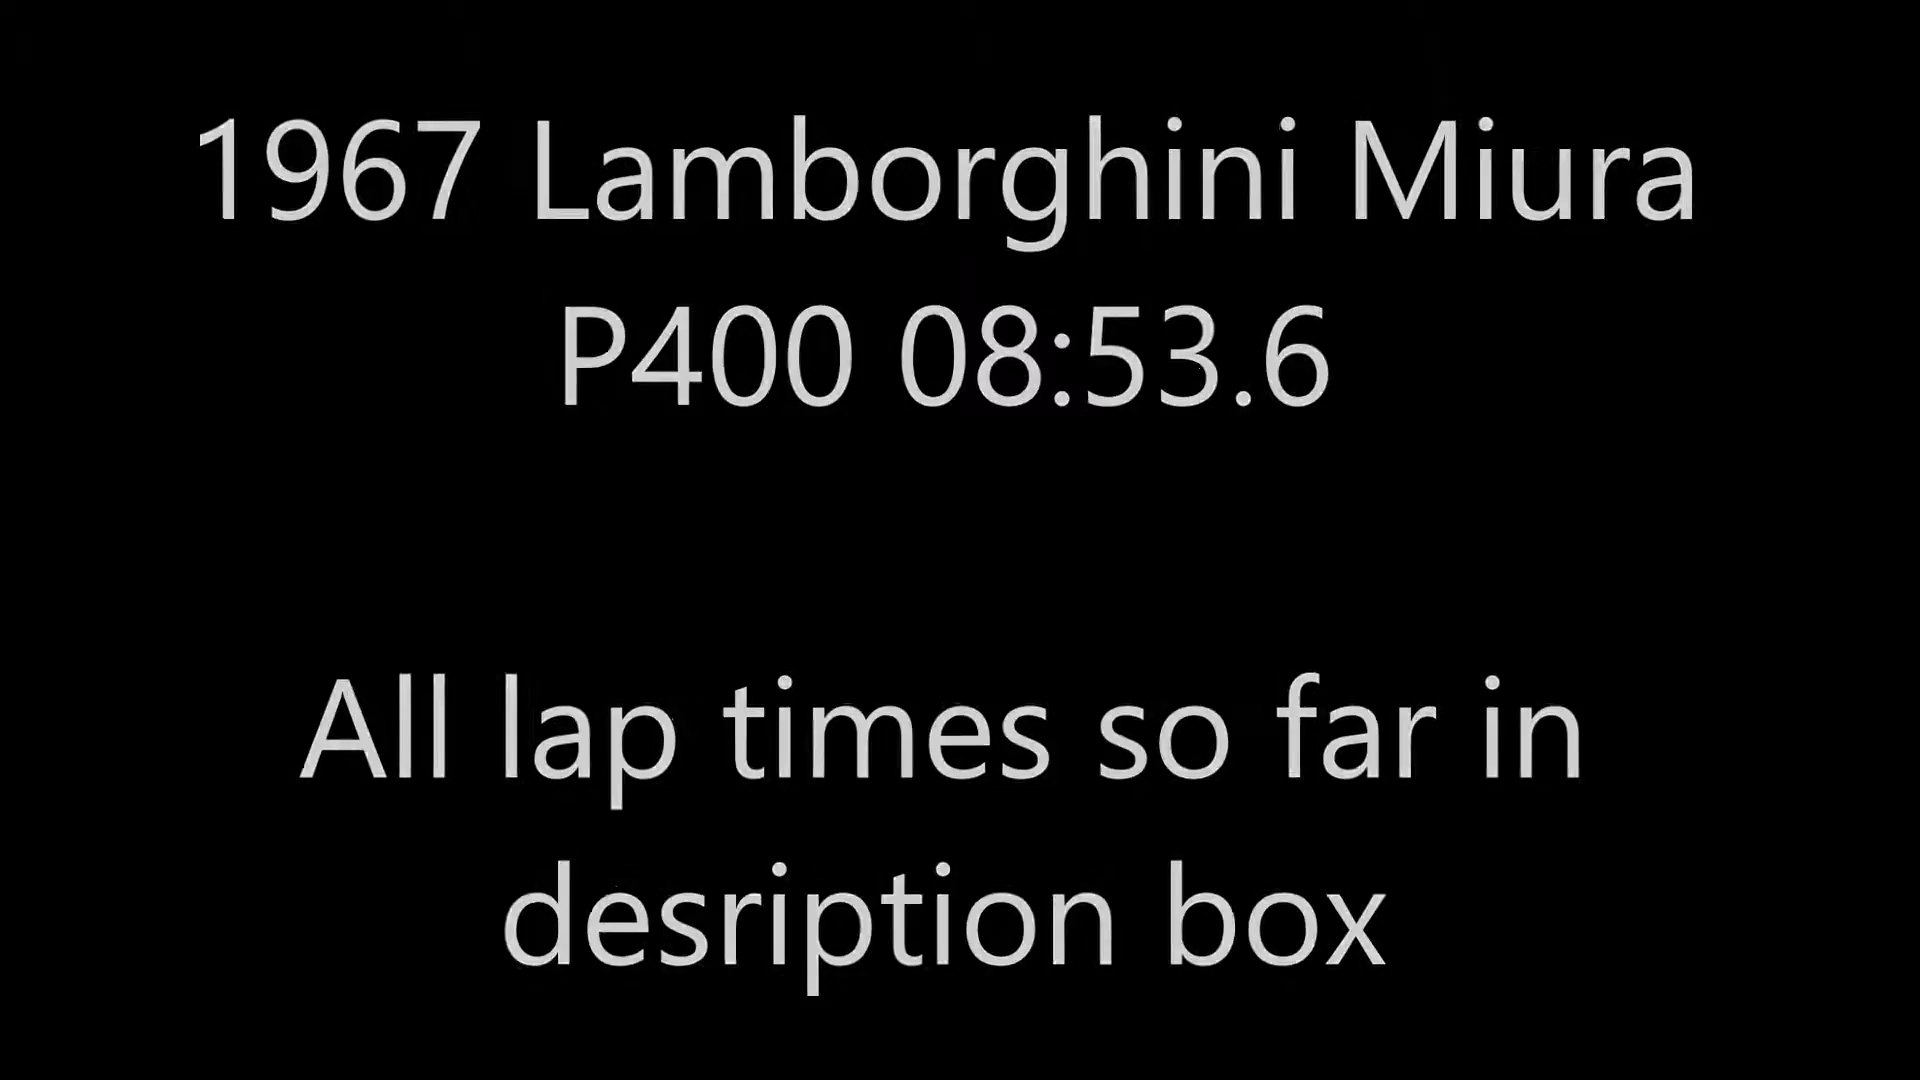 1967 Lamborghini Miura
P400 08:53.6
All lap times so far in
desription box